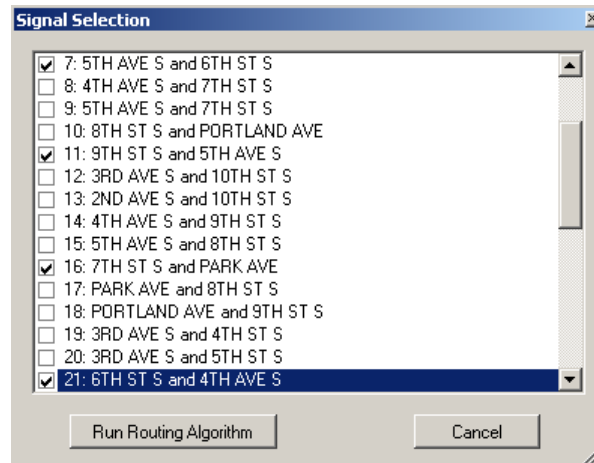 Signal Selection
7: 5TH AVE S and 6TH ST S
8: 4TH AVE S and 7TH ST S
9: 5TH AVE S and 7TH ST S
10: 8TH ST S and PORTLAND AVE
11: 9TH ST S and 5TH AVE S
12: 3RD AVE S and 10TH ST S
13: 2ND AVE S and 10TH ST S
14: 4TH AVE S and 9TH ST S
15: 5TH AVE S and 8TH ST S
16: 7TH ST S and PARK AVE
17: PARK AVE and 8TH ST S
18: PORTLAND AVE and 9TH ST S
19: 3RD AVE S and 4TH ST S
20: 3RD AVE S and 5TH ST S
21: 6TH ST S and 4TH AVE S
Run Routing Algorithm
Cancel